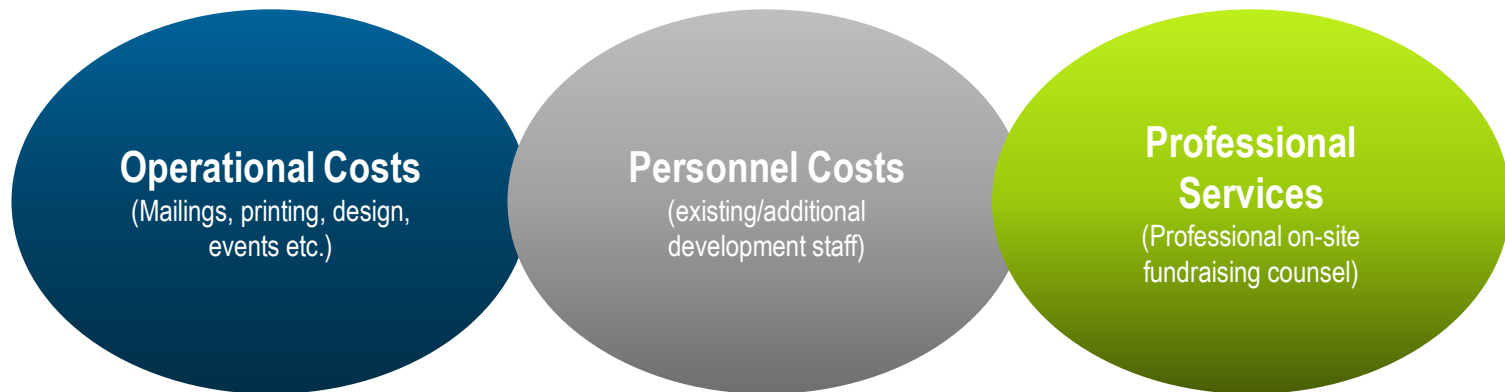 Operational Costs
(Mailings, printing, design,
events etc.)
Personnel Costs
(existing/additional
development staff)
Professional
Services
(Professional on-site
fundraising counsel)